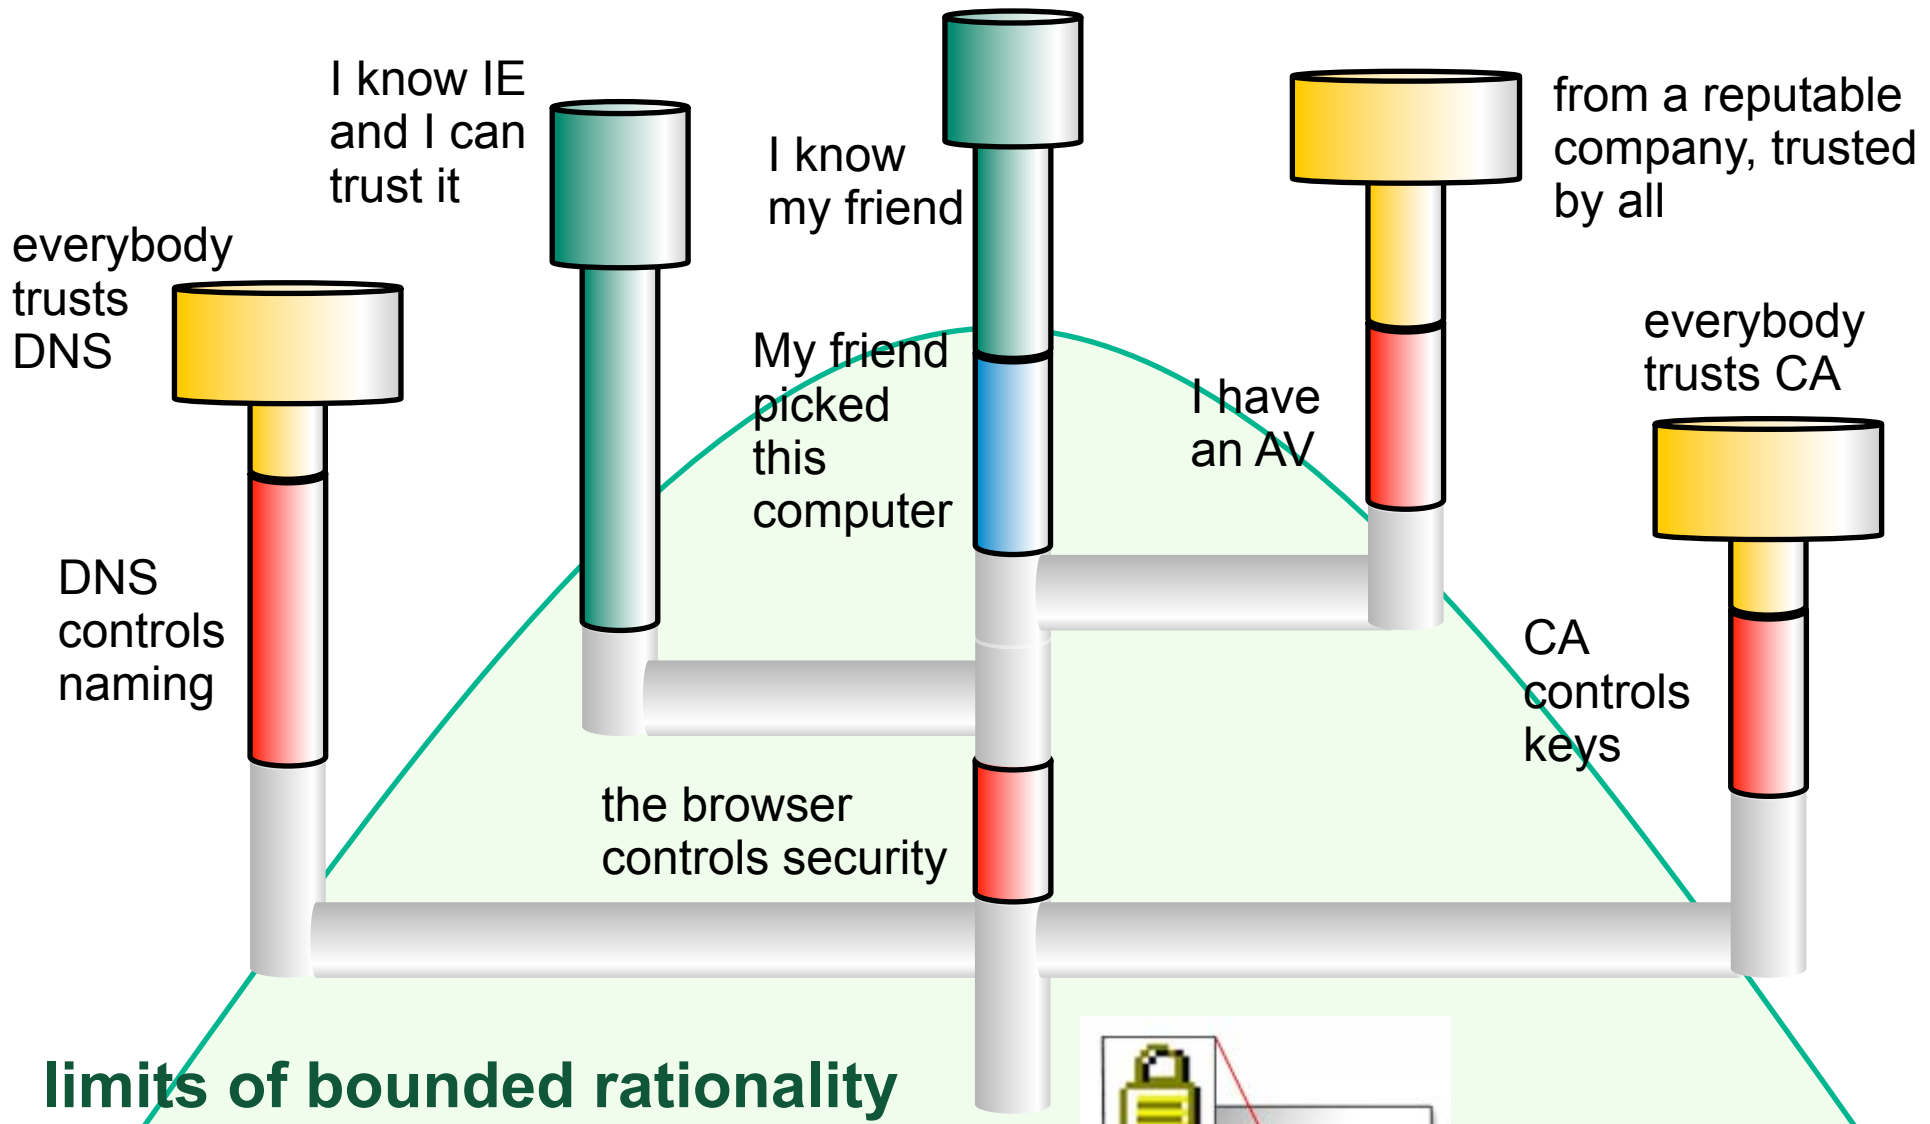 I know IE
and I can
trust it
I know
my friend
from a reputable
company, trusted
by all
everybody
trusts
DNS
My friend
picked
this
computer
I have
an AV
everybody
trusts CA
DNS
controls
naming
CA
controls
keys
the browser
controls security
limits of bounded rationality